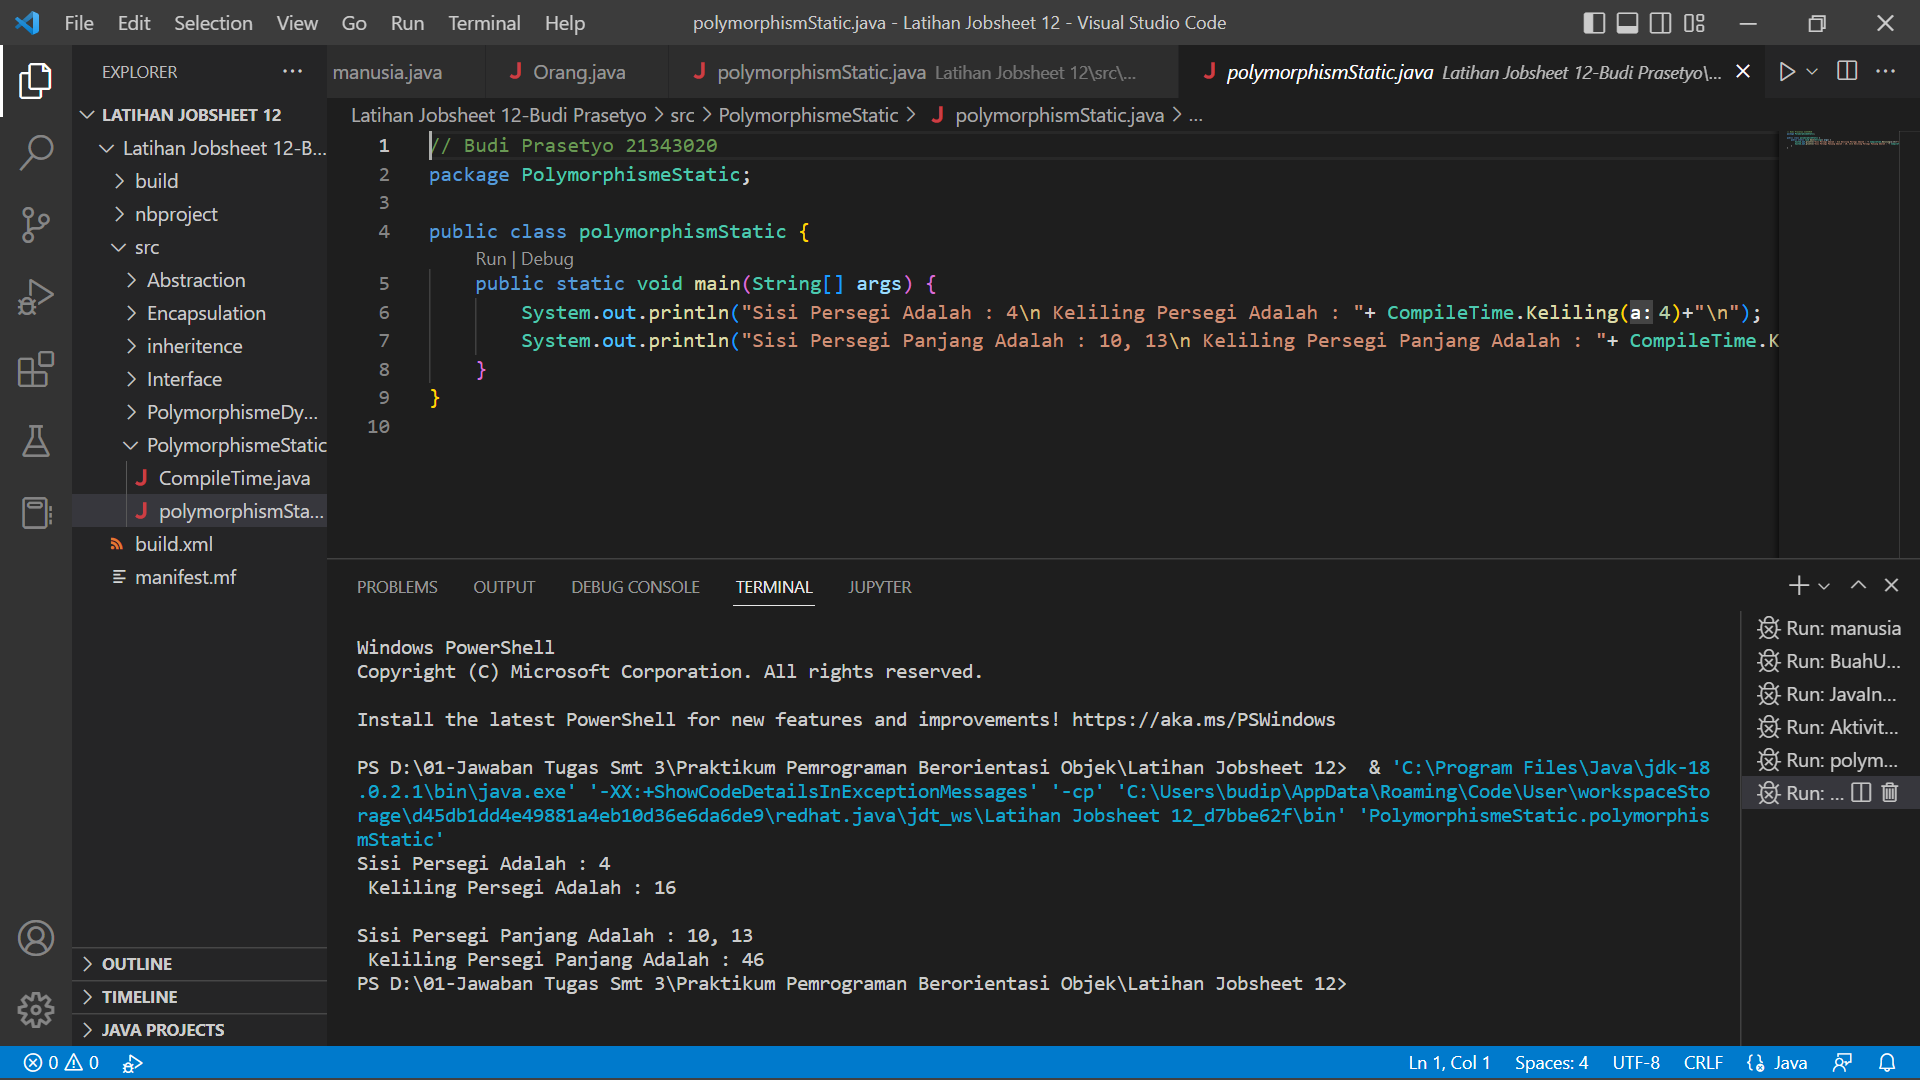 File Edit Selection View Go Run Terminal Help
polymorphismStatic.java - Latihan Jobsheet 12 - Visual Studio Code
EXPLORER
LATIHAN JOBSHEET 12
Latihan Jobsheet 12-B...
build
nbproject
src
Abstraction
Encapsulation
inheritence
Interface
PolymorphismeDy...
PolymorphismeStatic
J CompileTime.java
J polymorphismSta...
build.xml
manifest.mf
OUTLINE
TIMELINE
JAVA PROJECTS
manusia.java
J Orang.java
J polymorphismStatic.java Latihan Jobsheet 12\src\...
J polymorphismStatic.java Latihan Jobsheet 12-Budi Prasetyo\...
Latihan Jobsheet 12-Budi Prasetyo > src > PolymorphismeStatic > J polymorphismStatic.java > ...
1 // Budi Prasetyo 21343020
2 package PolymorphismeStatic;
3
4 public class polymorphismStatic {
Run | Debug
5 public static void main(String[] args) {
6 System.out.println("Sisi Persegi Adalah : 4\n Keliling Persegi Adalah : "+ CompileTime.Keliling(a:4)+"\n");
7 System.out.println("Sisi Persegi Panjang Adalah : 10, 13\n Keliling Persegi Panjang Adalah : "+ CompileTime.K
8 }
9 }
10
PROBLEMS OUTPUT DEBUG CONSOLE TERMINAL JUPYTER
Windows PowerShell
Copyright (C) Microsoft Corporation. All rights reserved.
Install the latest PowerShell for new features and improvements! https://aka.ms/PSWindows
PS D:\01-Jawaban Tugas Smt 3\Praktikum Pemrograman Berorientasi Objek\Latihan Jobsheet 12>  & 'C:\Program Files\Java\jdk-18
.0.2.1\bin\java.exe' '-XX:+ShowCodeDetailsInExceptionMessages' '-cp' 'C:\Users\budip\AppData\Roaming\Code\User\workspaceSto
rage\d45db1dd4e49881a4eb10d36e6da6de9\redhat.java\jdt_ws\Latihan Jobsheet 12_d7bbe62f\bin' 'PolymorphismeStatic.polymorphis
mStatic'
Sisi Persegi Adalah : 4
Keliling Persegi Adalah : 16
Sisi Persegi Panjang Adalah : 10, 13
Keliling Persegi Panjang Adalah : 46
PS D:\01-Jawaban Tugas Smt 3\Praktikum Pemrograman Berorientasi Objek\Latihan Jobsheet 12>
Run: manusia
Run: BuahU...
Run: JavaIn...
Run: Aktivit...
Run: polym...
Run: ...
0 0
Ln 1, Col 1 Spaces: 4 UTF-8 CRLF Java